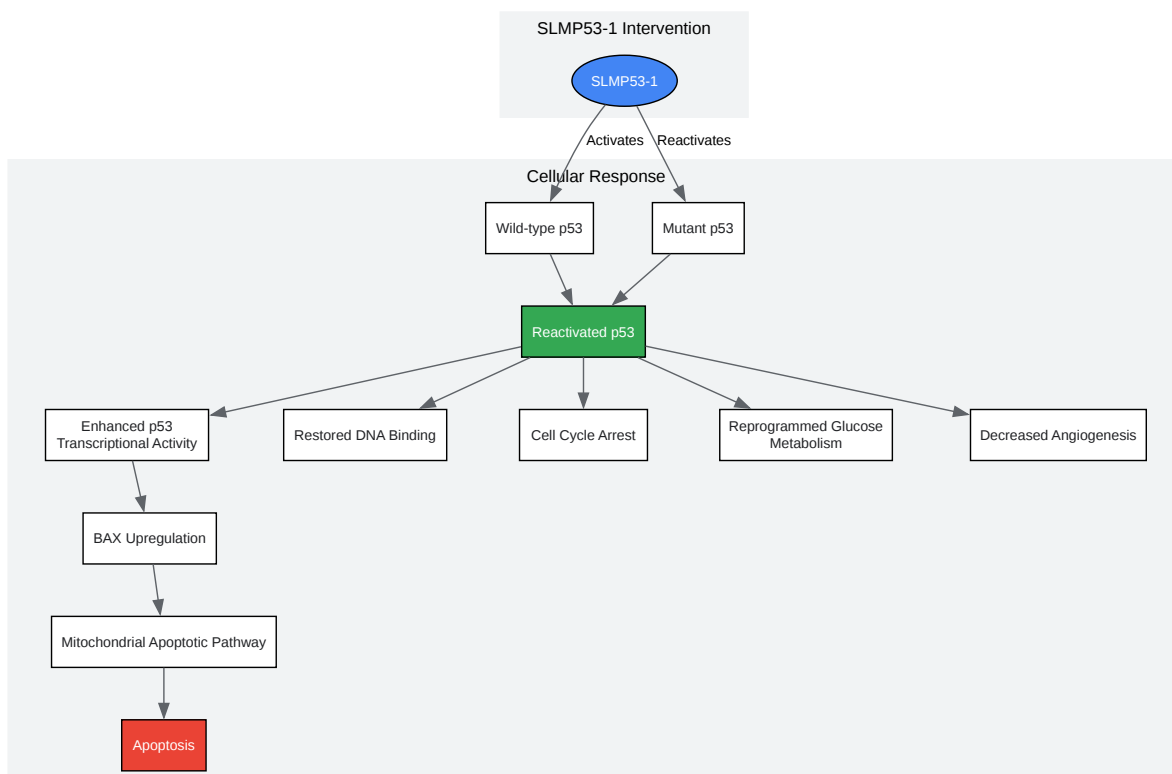 SLMP53-1 Intervention
SLMP53-1
Activates
Reactivates
Cellular Response
Wild-type p53
Mutant p53
Reactivated p53
Enhanced p53
Transcriptional Activity
Restored DNA Binding
Cell Cycle Arrest
Reprogrammed Glucose
Metabolism
Decreased Angiogenesis
BAX Upregulation
Mitochondrial Apoptotic Pathway
Apoptosis